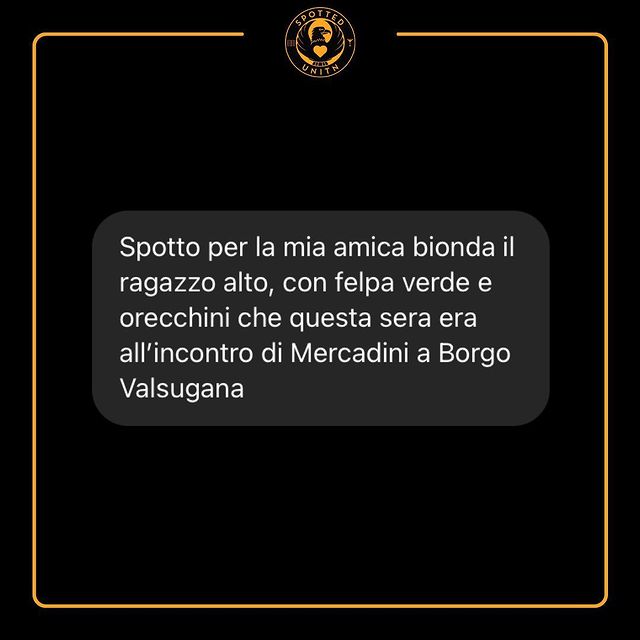 SPOTTED
UNITN
Spotto per la mia amica bionda il
ragazzo alto, con felpa verde e
orecchini che questa sera era
all’incontro di Mercadini a Borgo
Valsugana